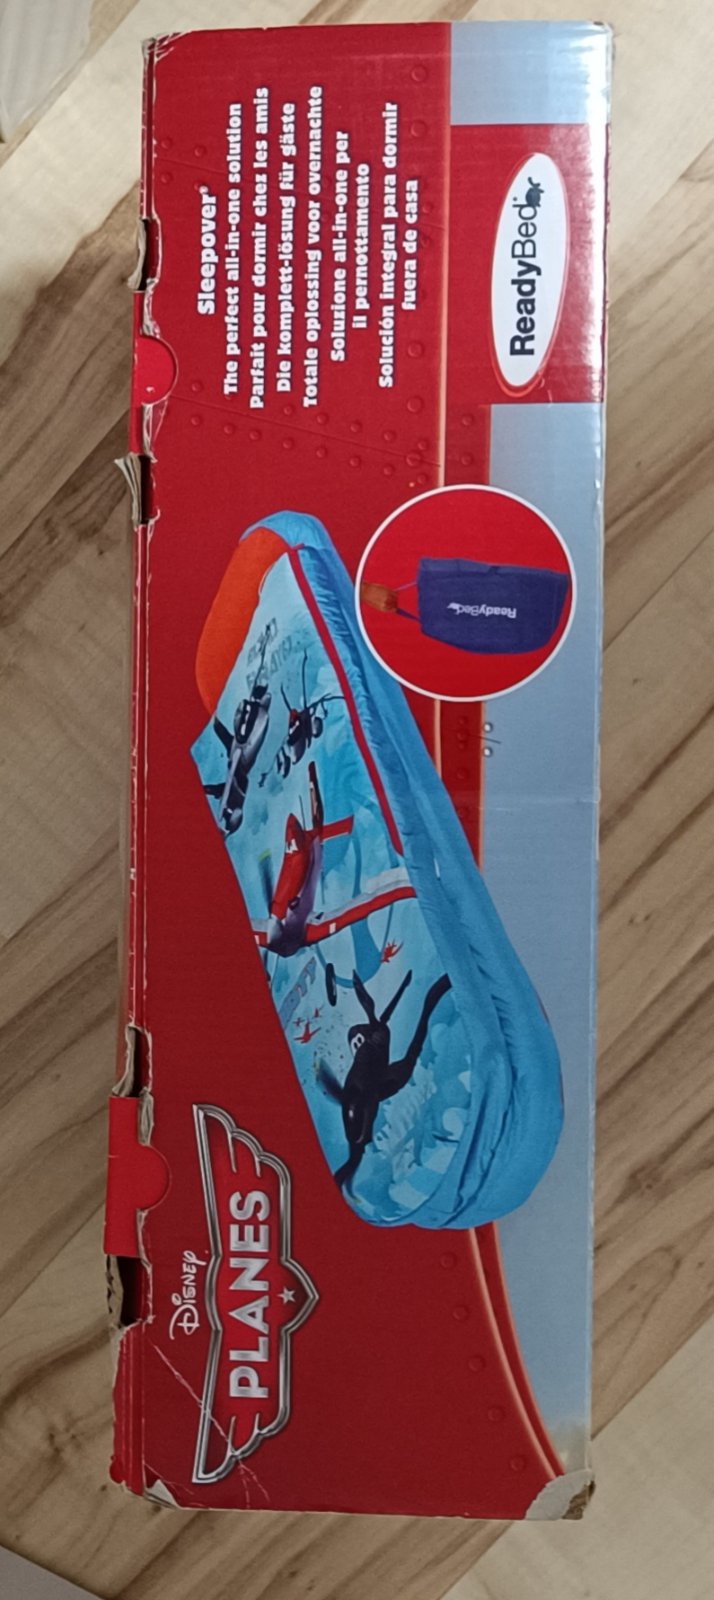 Disney
PLANES
ReadyBed
Sleepover®
The perfect all-in-one solution
Parfait pour dormir chez les amis
Die komplett-lösung für gäste
Totale oplossing voor overnachte
Soluzione all-in-one per
il pernottamento
Solución integral para dormir
fuera de casa
ReadyBed